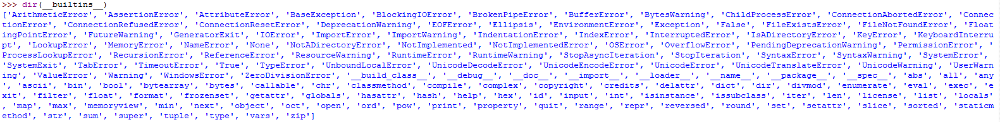 >>> dir(__builtins__)
['ArithmeticError', 'AssertionError', 'AttributeError', 'BaseException', 'BlockingIOError', 'BrokenPipeError', 'BufferError', 'BytesWarning', 'ChildProcessError', 'ConnectionAbortedError', 'Connec
tionError', 'ConnectionRefusedError', 'ConnectionResetError', 'DeprecationWarning', 'EOFError', 'Ellipsis', 'EnvironmentError', 'Exception', 'False', 'FileExistsError', 'FileNotFoundError', 'Float
ingPointError', 'FutureWarning', 'GeneratorExit', 'IOError', 'ImportError', 'ImportWarning', 'IndentationError', 'IndexError', 'InterruptedError', 'IsADirectoryError', 'KeyError', 'KeyboardInterru
pt', 'LookupError', 'MemoryError', 'NameError', 'None', 'NotADirectoryError', 'NotImplemented', 'NotImplementedError', 'OSError', 'OverflowError', 'PendingDeprecationWarning', 'PermissionError', '
ProcessLookupError', 'RecursionError', 'ReferenceError', 'ResourceWarning', 'RuntimeError', 'RuntimeWarning', 'StopAsyncIteration', 'StopIteration', 'SyntaxError', 'SyntaxWarning', 'SystemError',
'SystemExit', 'TabError', 'TimeoutError', 'True', 'TypeError', 'UnboundLocalError', 'UnicodeDecodeError', 'UnicodeEncodeError', 'UnicodeError', 'UnicodeTranslateError', 'UnicodeWarning', 'UserWarn
ing', 'ValueError', 'Warning', 'WindowsError', 'ZeroDivisionError', '__build_class__', '__debug__', '__doc__', '__import__', '__loader__', '__name__', '__package__', '__spec__', 'abs', 'all', 'any
', 'ascii', 'bin', 'bool', 'bytearray', 'bytes', 'callable', 'chr', 'classmethod', 'compile', 'complex', 'copyright', 'credits', 'delattr', 'dict', 'dir', 'divmod', 'enumerate', 'eval', 'exec', 'e
xit', 'filter', 'float', 'format', 'frozenset', 'getattr', 'globals', 'hasattr', 'hash', 'help', 'hex', 'id', 'input', 'int', 'isinstance', 'issubclass', 'iter', 'len', 'license', 'list', 'locals'
, 'map', 'max', 'memoryview', 'min', 'next', 'object', 'oct', 'open', 'ord', 'pow', 'print', 'property', 'quit', 'range', 'repr', 'reversed', 'round', 'set', 'setattr', 'slice', 'sorted', 'staticm
ethod', 'str', 'sum', 'super', 'tuple', 'type', 'vars', 'zip']